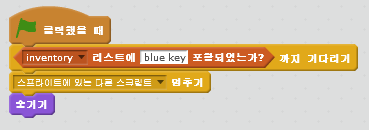 클릭했을 때
inventory 리스트에 blue key 포함되었는가? 까지 기다리기
스프라이트에 있는 다른 스크립트 멈추기
숨기기